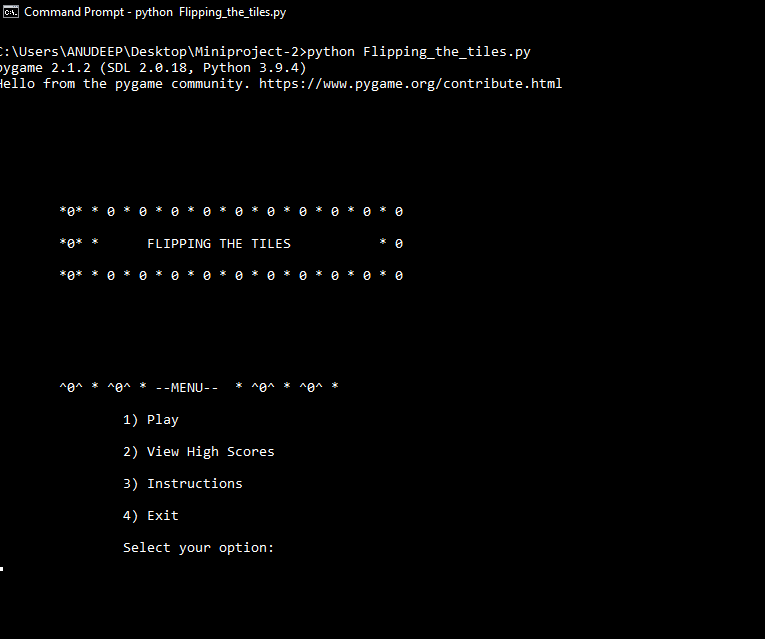 Command Prompt - python Flipping_the_tiles.py
C:\Users\ANUDEEP\Desktop\Miniproject-2>python Flipping_the_tiles.py
pygame 2.1.2 (SDL 2.0.18, Python 3.9.4)
Hello from the pygame community. https://www.pygame.org/contribute.html
*0* * 0 * 0 * 0 * 0 * 0 * 0 * 0 * 0 * 0 * 0
*0* *      FLIPPING THE TILES           * 0
*0* * 0 * 0 * 0 * 0 * 0 * 0 * 0 * 0 * 0 * 0
^0^ * ^0^ * --MENU--  * ^0^ * ^0^ *
1) Play
2) View High Scores
3) Instructions
4) Exit
Select your option: